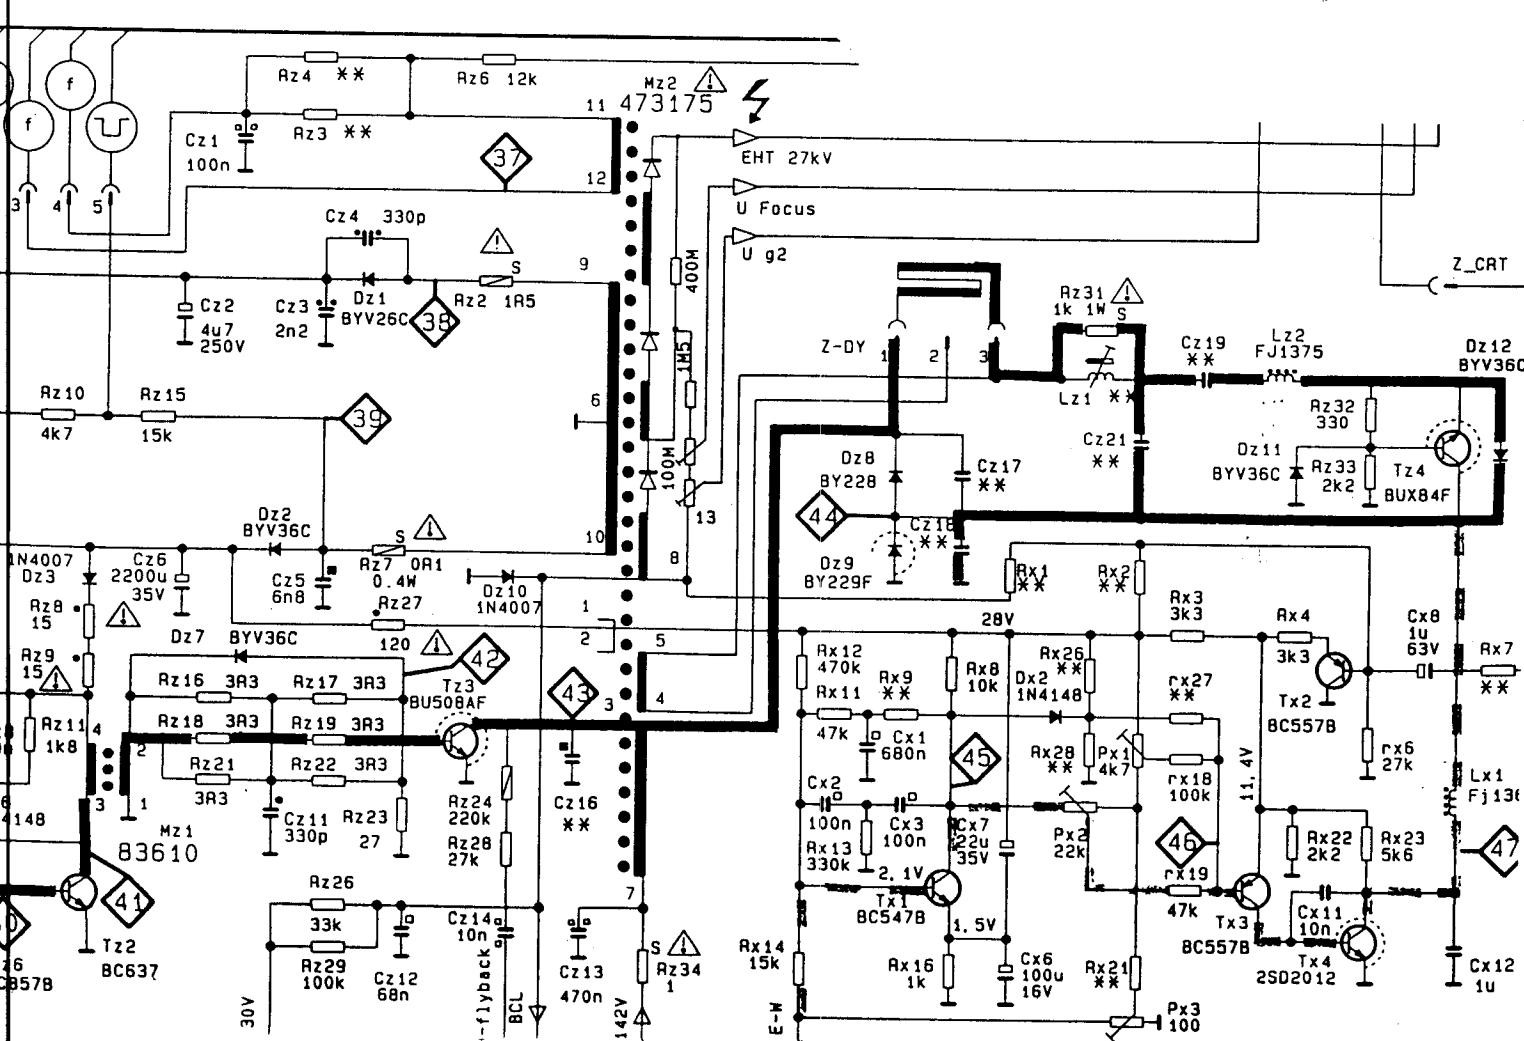 Rz4 **
Rz6 12k
Mz2
473175
11
f
f
Rz3 **
Cz1
100n
37
EHT 27kV
12
3
4
5
U Focus
Cz4 330p
U g2
9
S
400M
Z_CRT
Cz2
4u7
250V
Cz3
2n2
Dz1
BYV26C
38
Rz2 1R5
Rz31
1k 1W
S
Z-DY
1
2
3
1M5
Cz19
**
Lz2
FJ1375
Dz12
BYV36C
Rz10
4k7
Rz15
15k
39
6
Lz1 **
Rz32
330
Cz21
**
100M
Dz8
BY228
Cz17
**
Dz11
BYV36C
Rz33
2k2
Tz4
BUX84F
Dz2
BYV36C
S
10
13
44
Cz18
**
Dz9
BY229F
1N4007
Dz3
Cz6
2200u
35V
Cz5
6n8
Rz7 0R1
0.4W
Dz10
1N4007
8
Rx1
**
Rx2
**
Rz8
15
Rz27
120
1
2
5
28V
Rx3
3k3
Rx4
3k3
Cx8
1u
63V
Rx7
**
Dz7 BYV36C
42
Rz9
15
Rz16 3R3
Rz17 3R3
Tz3
BU508AF
43
3
4
Rx12
470k
Rx11
47k
Rx9
**
Rx8
10k
Dx2
1N4148
Rx26
**
rx27
**
Tx2
BC557B
Rz11
1k8
4
2
Rz18 3R3
Rz19 3R3
Cx1
680n
45
Rx28
**
Px1
4k7
rx18
100k
rx6
27k
Rz21
3R3
Rz22 3R3
3
1
4148
Mz1
83610
Cz11
330p
Rz23
27
Rz24
220k
Rz28
27k
Cz16
**
Cx2
100n
Cx3
100n
Rx13
330k
Cx7
22u
35V
Px2
22k
46
11,4V
Rx22
2k2
Rx23
5k6
Lx1
47
41
Tz2
BC637
Rz26
33k
Rz29
100k
Cz12
68n
Cz14
10n
7
Cz13
470n
S
Rz34
1
2,1V
Tx1
BC547B
1,5V
rx19
47k
Tx3
BC557B
Cx11
10n
Tx4
2SD2012
Cx12
1u
Rx14
15k
Rx16
1k
Cx6
100u
16V
Rx21
**
Px3
100
30V
-flyback
BCL
142V
E-W